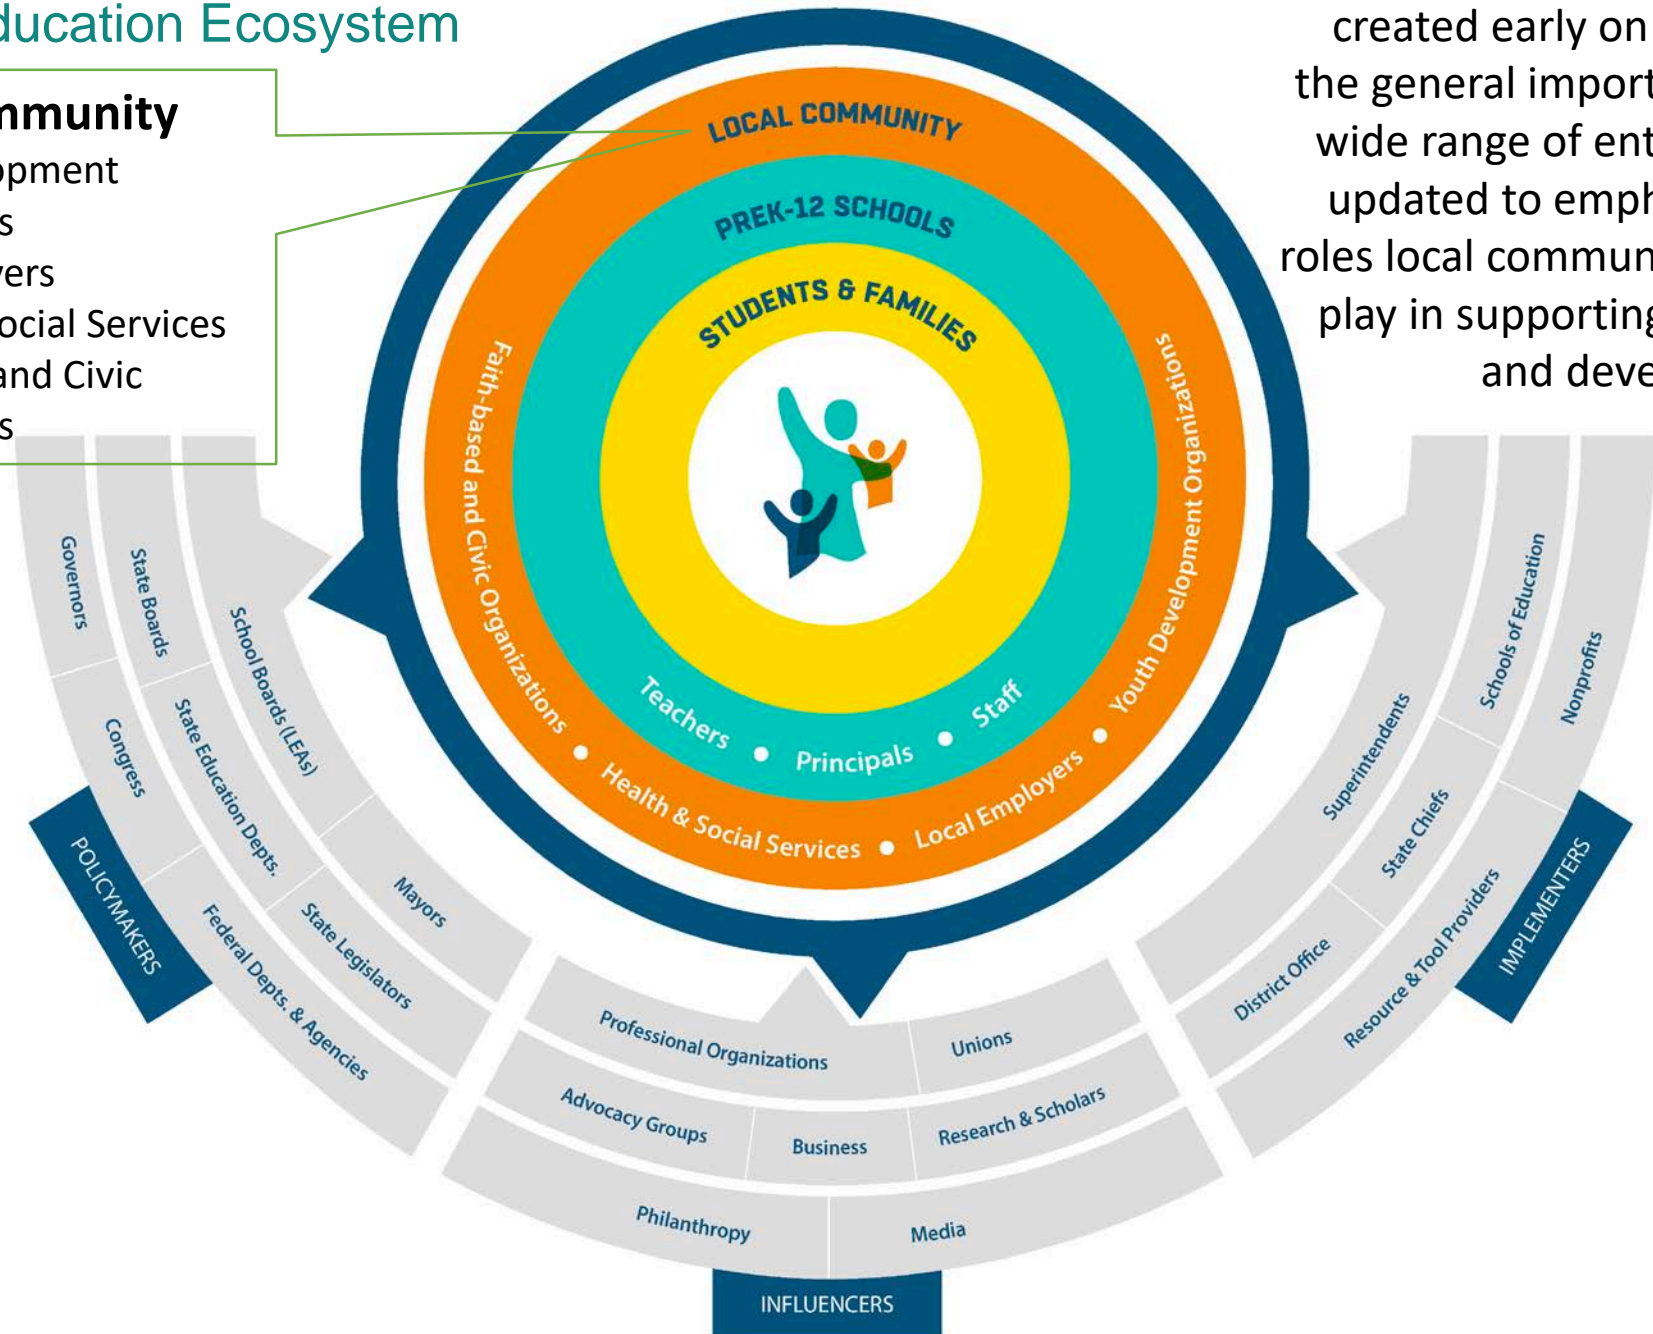 ducation Ecosystem
mmunity
opment
s
yers
ocial Services
and Civic
s
created early on
the general import
wide range of ent
updated to emph
roles local commun
play in supporting
and deve
LOCAL COMMUNITY
PREK-12 SCHOOLS
STUDENTS & FAMILIES
Teachers • Principals • Staff
Faith-based and Civic Organizations • Health & Social Services • Local Employers • Youth Development Organizations
POLICYMAKERS
School Boards (LEAs)
Mayors
State Boards
State Education Depts.
State Legislators
Governors
Congress
Federal Depts. & Agencies
INFLUENCERS
Professional Organizations
Unions
Advocacy Groups
Business
Research & Scholars
Philanthropy
Media
IMPLEMENTERS
Superintendents
Schools of Education
State Chiefs
District Office
Nonprofits
Resource & Tool Providers